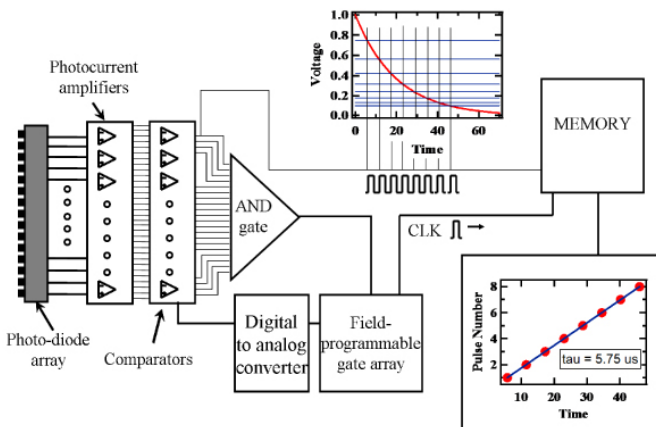 Photocurrent
amplifiers
Photo-diode
array
Comparators
AND
gate
Digital
to analog
converter
Field-
programmable
gate array
CLK
MEMORY
Voltage
1.0
0.8
0.6
0.4
0.2
0.0
0 20 40 60
Time
Pulse Number
8
6
4
2
tau = 5.75 us
10 20 30 40
Time